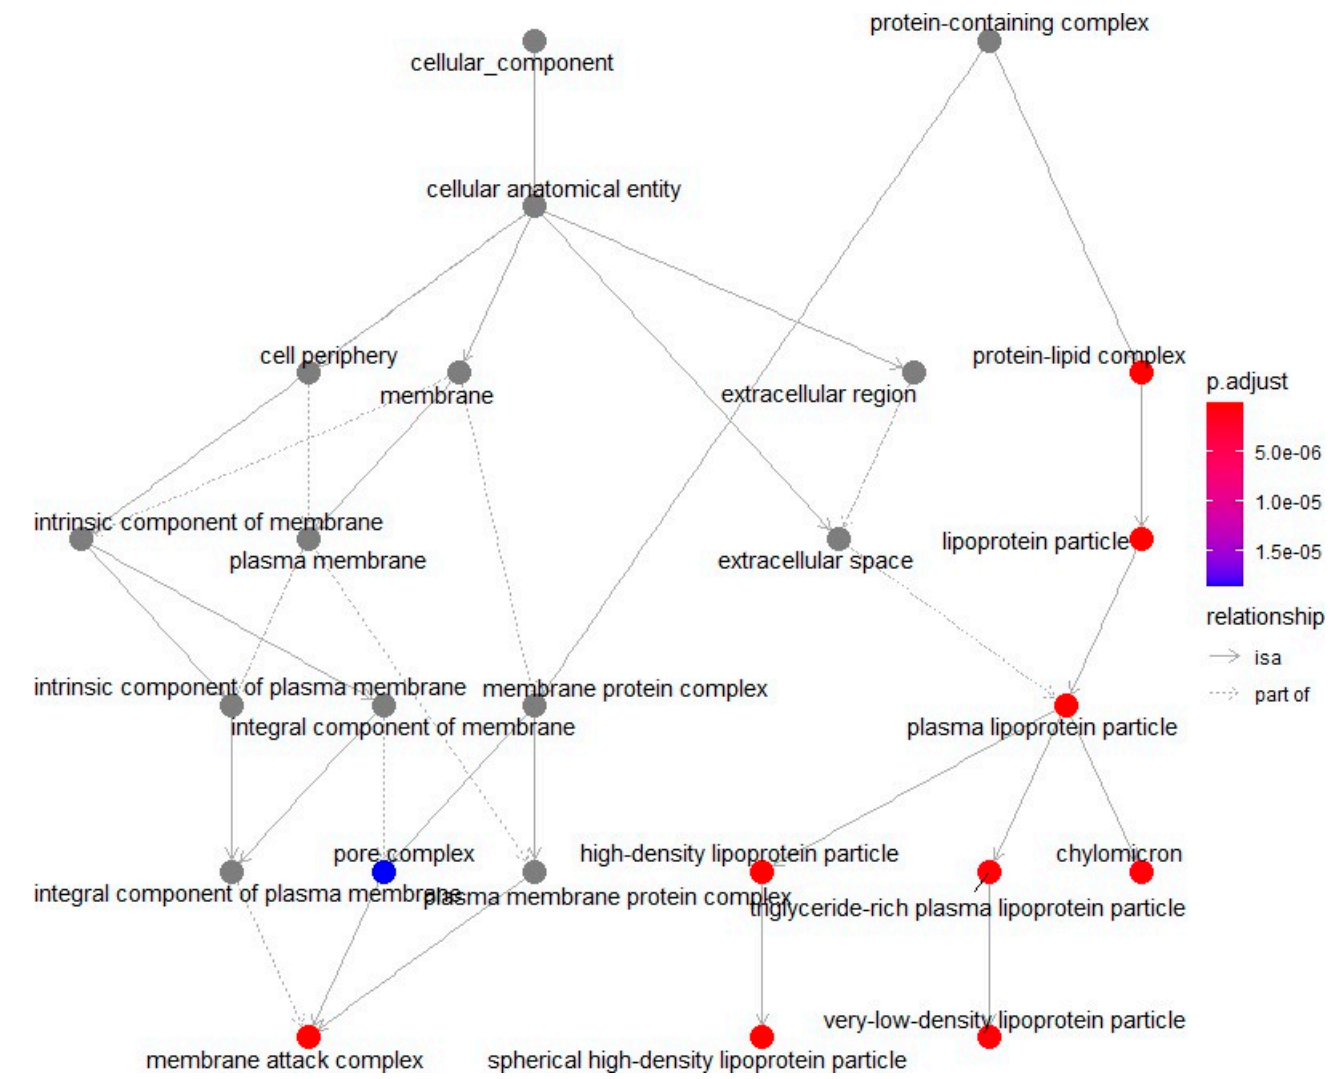 protein-containing complex
cellular_component
cellular anatomical entity
cell periphery
protein-lipid complex
membrane
extracellular region
p.adjust
5.0e-06
1.0e-05
1.5e-05
intrinsic component of membrane
plasma membrane
extracellular space
lipoprotein particle
relationship
isa
part of
intrinsic component of plasma membrane
membrane protein complex
integral component of membrane
plasma lipoprotein particle
pore complex
high-density lipoprotein particle
chylomicron
integral component of plasma membrane
plasma membrane protein complex
triglyceride-rich plasma lipoprotein particle
very-low-density lipoprotein particle
membrane attack complex
spherical high-density lipoprotein particle